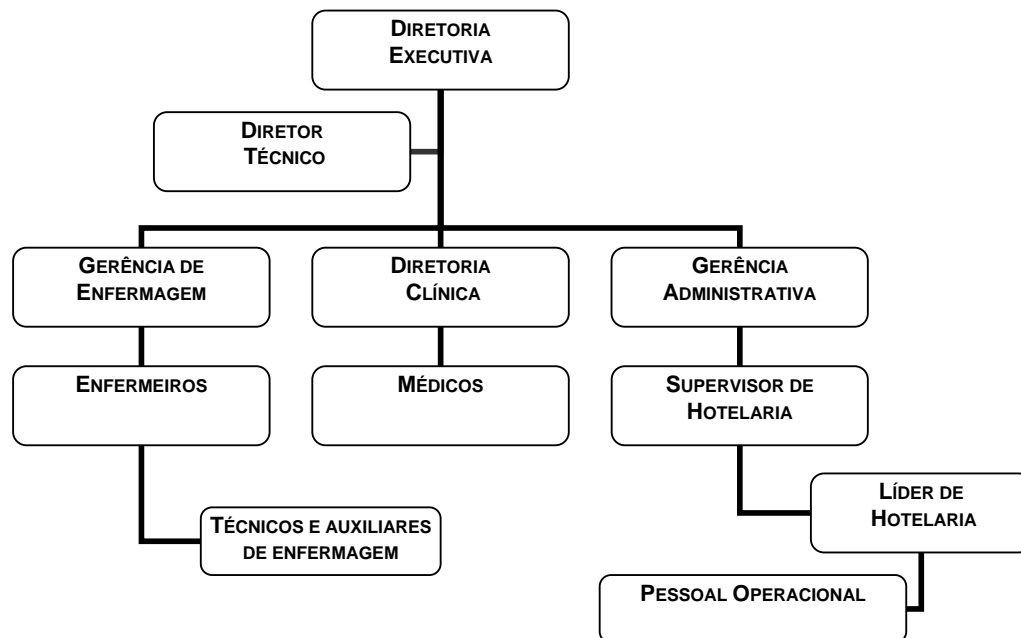 DIRETORIA
EXECUTIVA
DIRETOR
TÉCNICO
GERÊNCIA DE
ENFERMAGEM
DIRETORIA
CLÍNICA
GERÊNCIA
ADMINISTRATIVA
ENFERMEIROS
MÉDICOS
SUPERVISOR DE
HOTELARIA
LÍDER DE
HOTELARIA
TÉCNICOS E AUXILIARES
DE ENFERMAGEM
PESSOAL OPERACIONAL